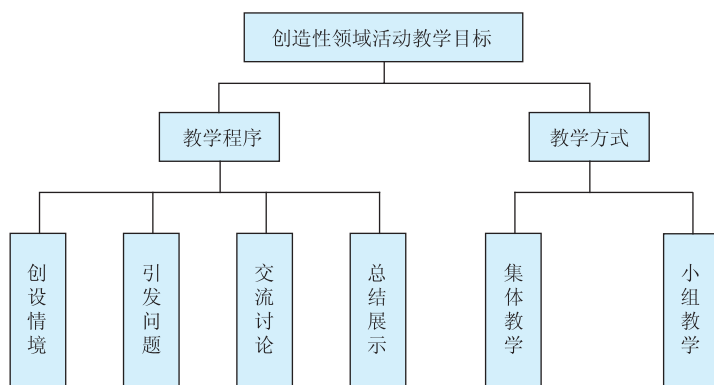 创造性领域活动教学目标
教学程序
教学方式
创设情境
引发问题
交流讨论
总结展示
集体教学
小组教学